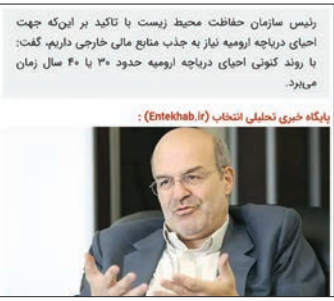 رئیس سازمان حفاظت محیط زیست با تاکید بر این‌که جهت
احیای دریاچه ارومیه نیاز به جذب منابع مالی خارجی داریم، گفت:
با روند کنونی احیای دریاچه ارومیه حدود ۳۰ یا ۴۰ سال زمان
می‌برد.
پایگاه خبری تحلیلی انتخاب (Entekhab.ir) :